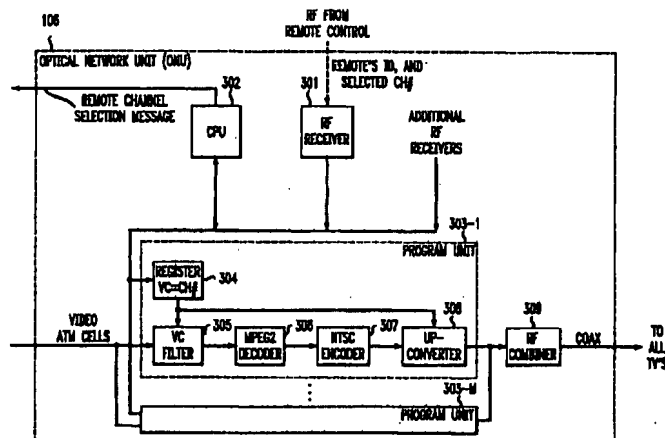 RF FROM
REMOTE CONTROL
106
OPTICAL NETWORK UNIT (ONU)
302
301
REMOTE'S ID, AND
SELECTED CH#
REMOTE CHANNEL
SELECTION MESSAGE
CPU
RF
RECEIVER
ADDITIONAL
RF
RECEIVERS
303-1
PROGRAM UNIT
REGISTER
VC=CH#
304
VIDEO
ATM CELLS
VC
FILTER
305
MPEG2
DECODER
306
NTSC
ENCODER
307
UP-
CONVERTER
308
RF
COMBINER
309
COAX
TO
ALL
TV'S
303-M
PROGRAM UNIT